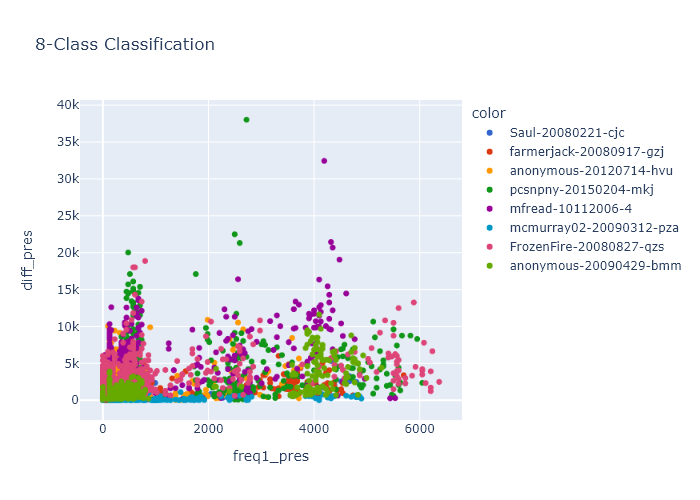 8-Class Classification
40k
35k
30k
25k
20k
15k
10k
5k
0
diff_pres
0
2000
4000
6000
freq1_pres
color
Saul-20080221-cjc
farmerjack-20080917-gzj
anonymous-20120714-hvu
pcsnpny-20150204-mkj
mfread-10112006-4
mcmurray02-20090312-pza
FrozenFire-20080827-qzs
anonymous-20090429-bmm